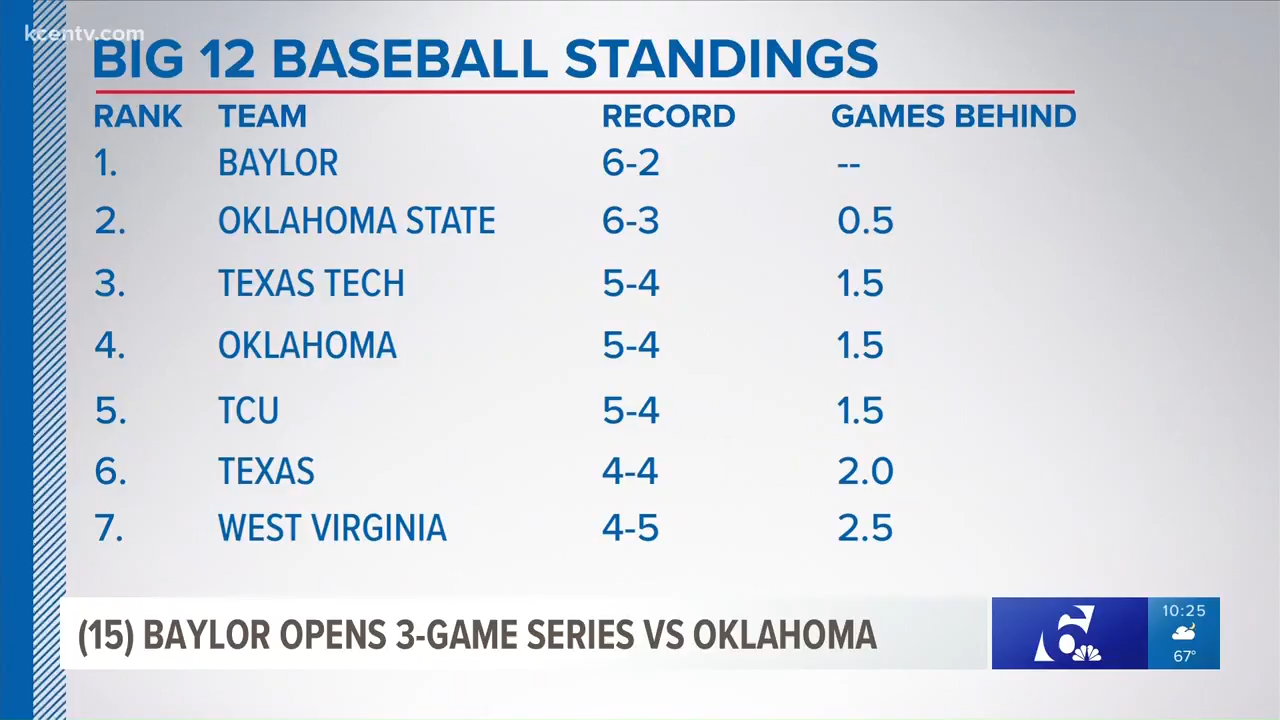 kcentv.com
BIG 12 BASEBALL STANDINGS
RANK TEAM RECORD GAMES BEHIND
1. BAYLOR 6-2 --
2. OKLAHOMA STATE 6-3 0.5
3. TEXAS TECH 5-4 1.5
4. OKLAHOMA 5-4 1.5
5. TCU 5-4 1.5
6. TEXAS 4-4 2.0
7. WEST VIRGINIA 4-5 2.5
(15) BAYLOR OPENS 3-GAME SERIES VS OKLAHOMA
6
10:25
67°